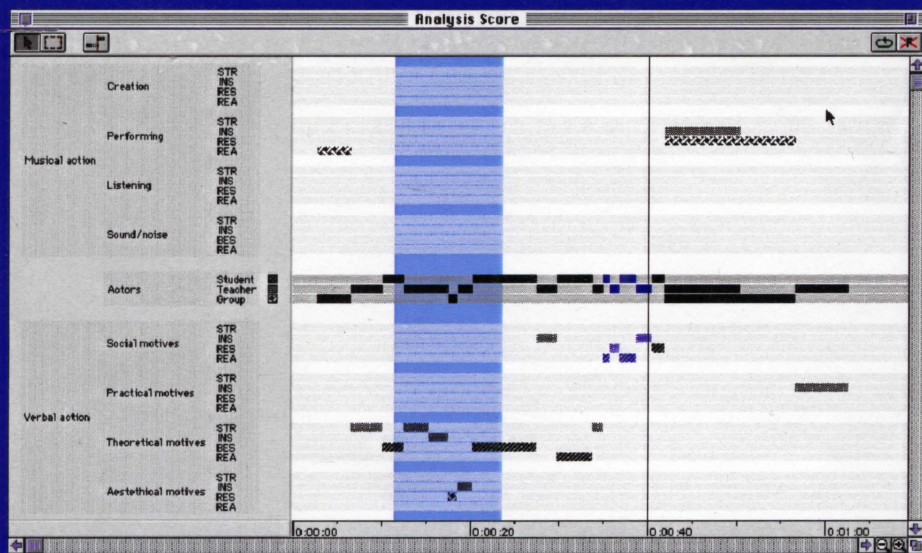 Analysis Score
Musical action
Creation
STR
INS
RES
REA
Performing
STR
INS
RES
REA
Listening
STR
INS
RES
REA
Sound/noise
STR
INS
BES
REA
Actors
Student
Teacher
Group
Verbal action
Social motives
STR
INS
RES
REA
Practical motives
STR
INS
RES
REA
Theoretical motives
STR
INS
BES
REA
Aestethical motives
STR
INS
RES
REA
0:00:00
0:00:20
0:00:40
0:01:00